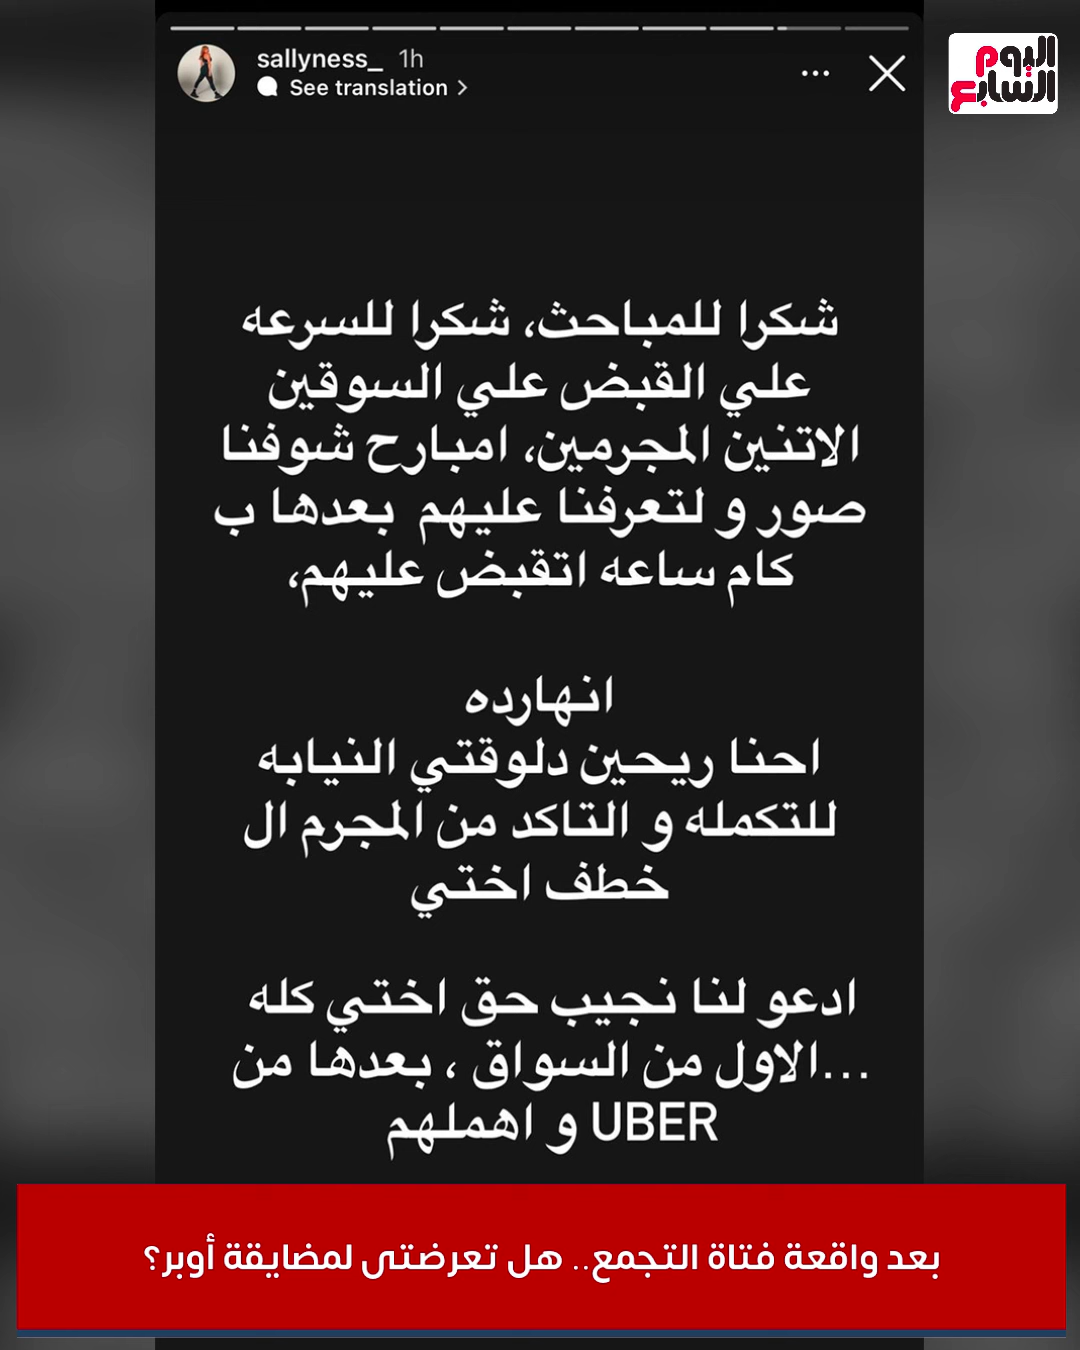 sallyness_ 1h
See translation >
اليوم
السابع
شكرا للمباحث، شكرا للسرعه
علي القبض علي السوقين
الاتنين المجرمين، امبارح شوفنا
صور و لتعرفنا عليهم بعدها ب
كام ساعه اتقبض عليهم،
انهارده
احنا ريحين دلوقتي النيابه
للتكمله و التاكد من المجرم ال
خطف اختي
ادعو لنا نجيب حق اختي كله
...الاول من السواق ، بعدها من
UBER و اهملهم
بعد واقعة فتاة التجمع.. هل تعرضتى لمضايقة أوبر؟